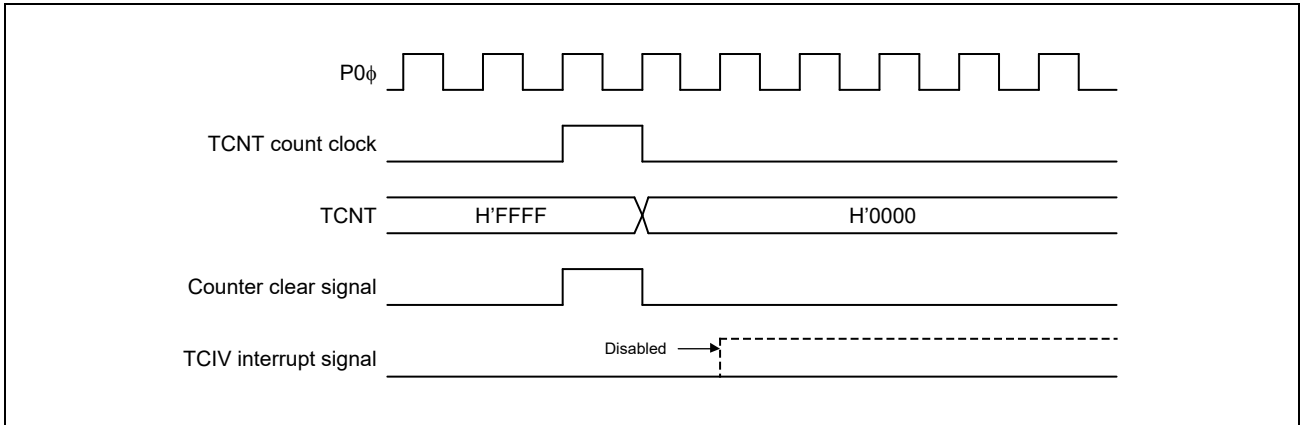 P0ϕ
TCNT count clock
TCNT
H'FFFF
H'0000
Counter clear signal
TCIV interrupt signal
Disabled